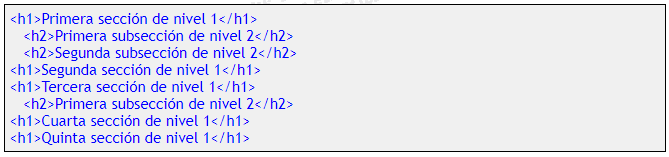 <h1>Primera sección de nivel 1</h1>
<h2>Primera subsección de nivel 2</h2>
<h2>Segunda subsección de nivel 2</h2>
<h1>Segunda sección de nivel 1</h1>
<h1>Tercera sección de nivel 1</h1>
<h2>Primera subsección de nivel 2</h2>
<h1>Cuarta sección de nivel 1</h1>
<h1>Quinta sección de nivel 1</h1>